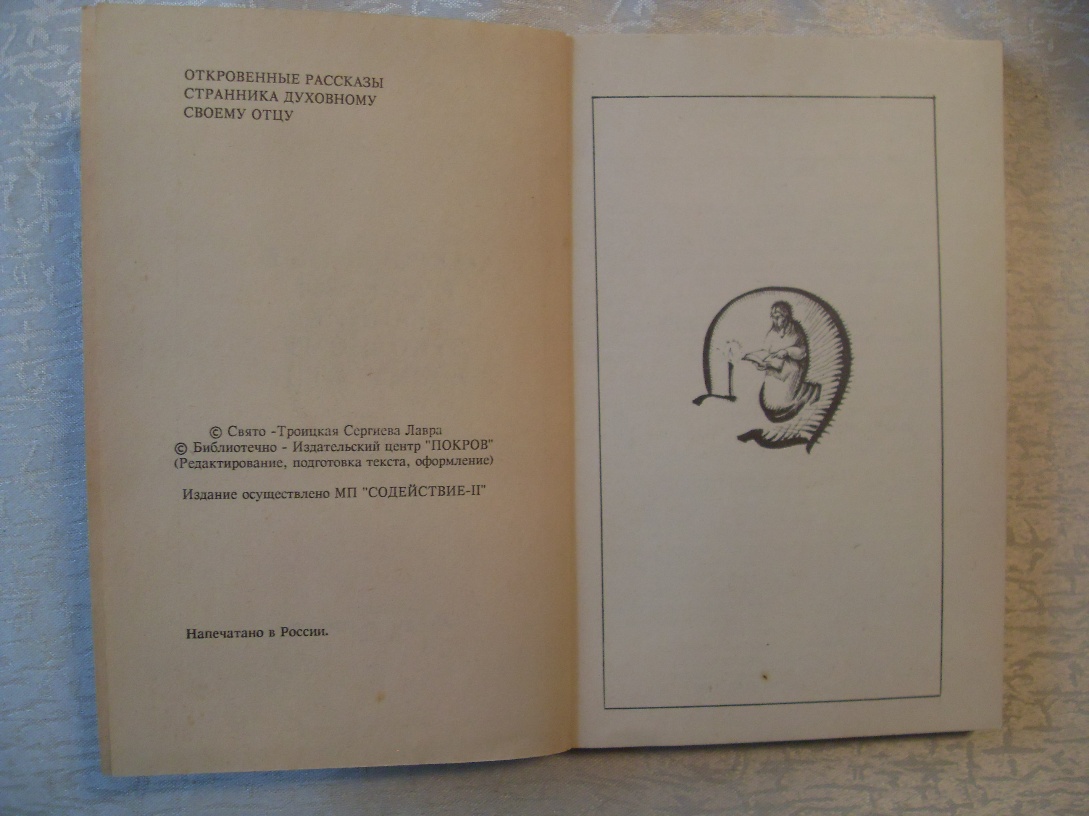 ОТКРОВЕННЫЕ РАССКАЗЫ
СТРАННИКА ДУХОВНОМУ
СВОЕМУ ОТЦУ
© Свято -Троицкая Сергиева Лавра
© Библиотечно - Издательский центр "ПОКРОВ"
(Редактирование, подготовка текста, оформление)
Издание осуществлено МП "СОДЕЙСТВИЕ-II"
Напечатано в России.